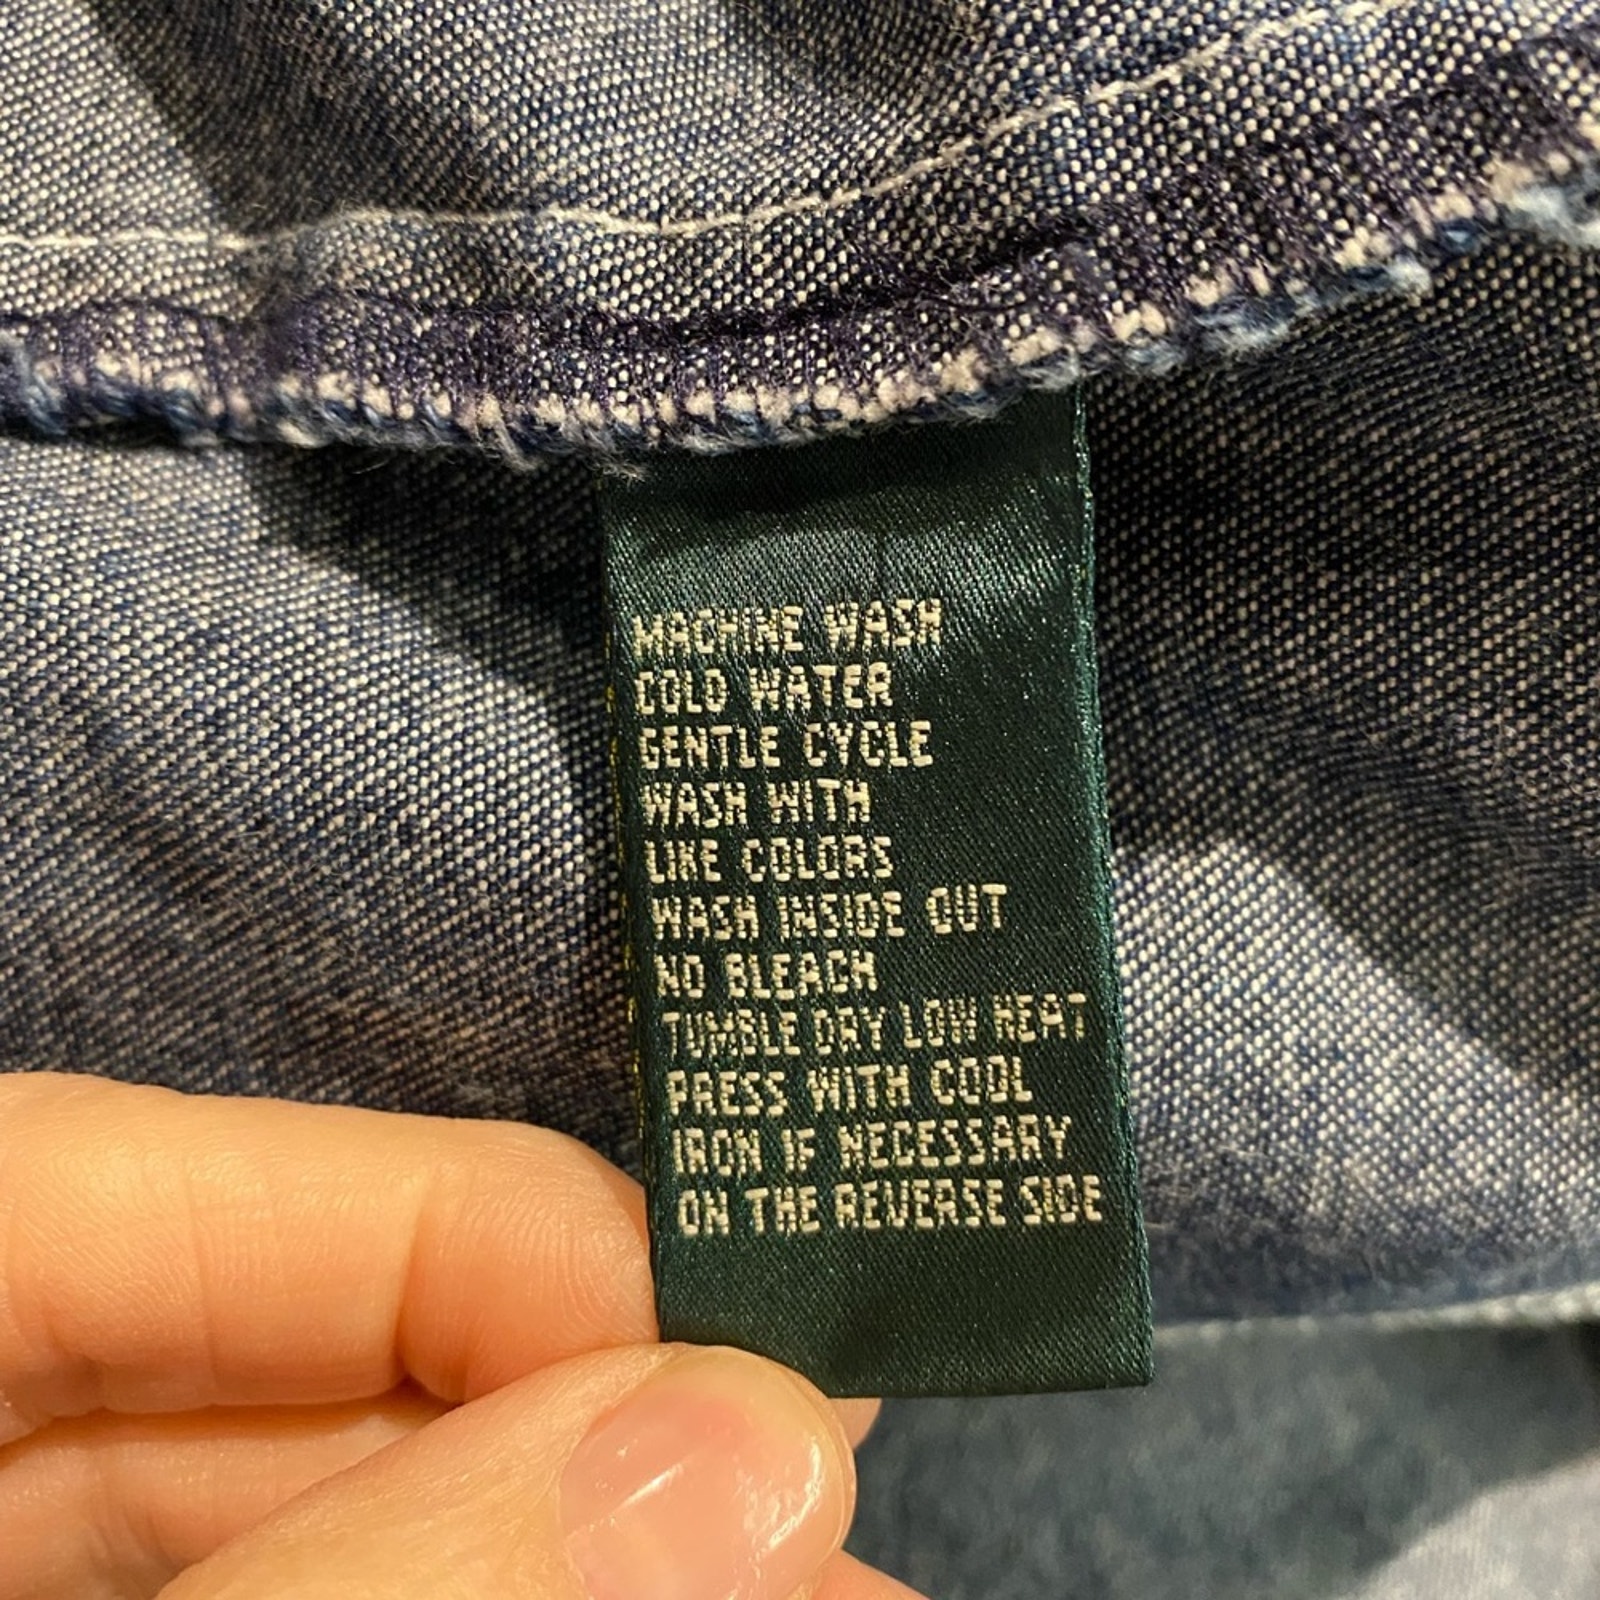 MACHINE WASH
COLD WATER
GENTLE CYCLE
WASH WITH
LIKE COLORS
WASH INSIDE OUT
NO BLEACH
TUMBLE DRY LOW HEAT
PRESS WITH COOL
IRON IF NECESSARY
ON THE REVERSE SIDE